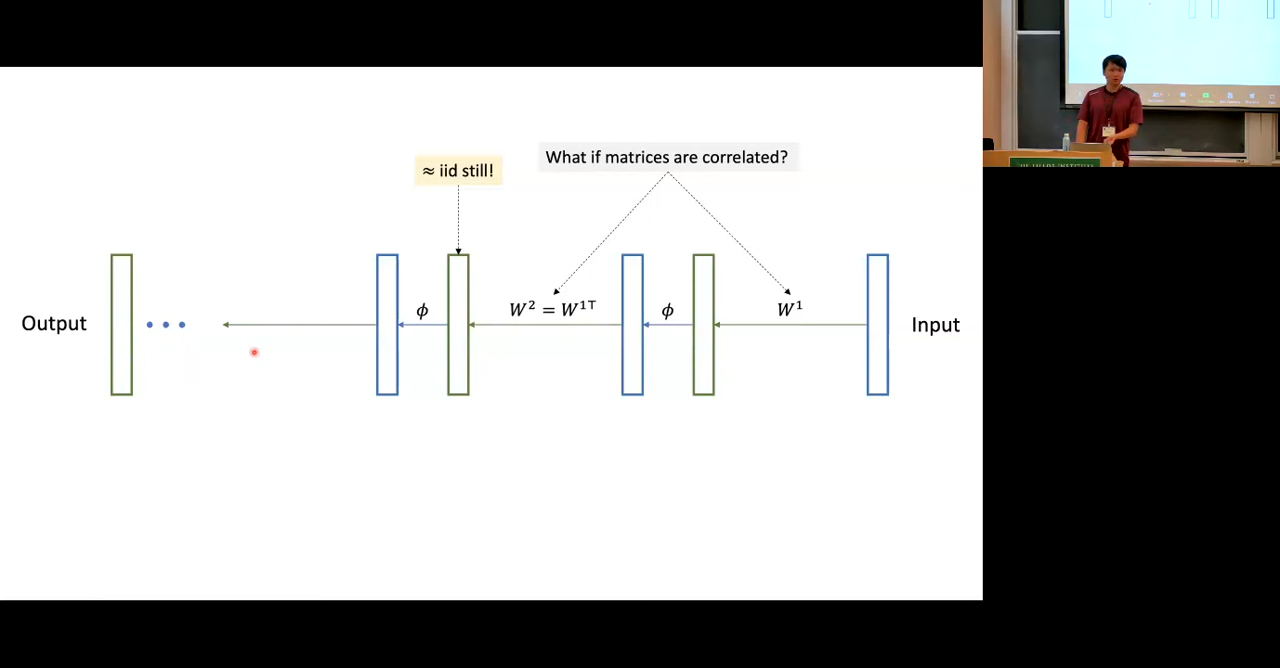 What if matrices are correlated?
≈ iid still!
Output
ϕ
W² = W¹ᵀ
ϕ
W¹
Input